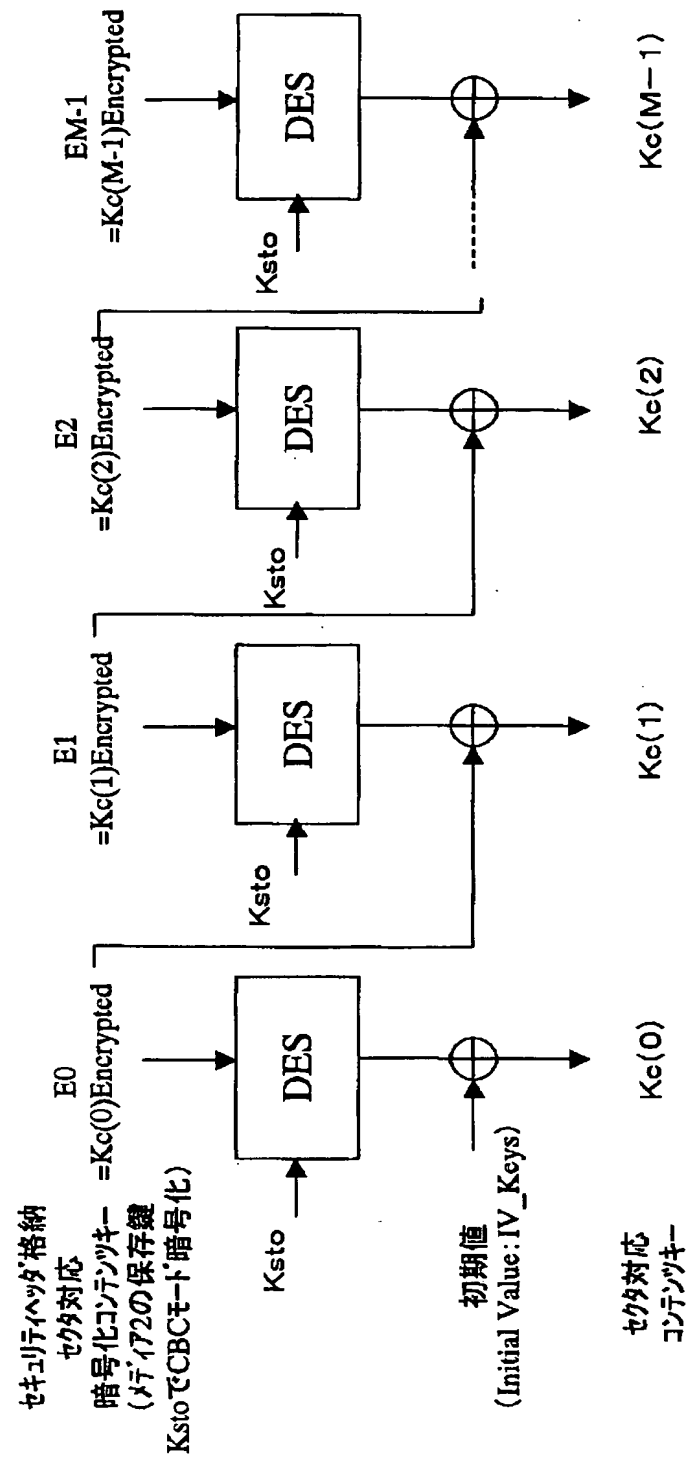 セキュリティヘッダ格納
セクタ対応
暗号化コンテンツキー
(メディア2の保存鍵
KstoでCBCモード暗号化)
E0
=Kc(0)Encrypted
E1
=Kc(1)Encrypted
E2
=Kc(2)Encrypted
EM-1
=Kc(M-1)Encrypted
Ksto
DES
Ksto
DES
Ksto
DES
Ksto
DES
初期値
(Initial Value:IV_Keys)
セクタ対応
コンテンツキー
Kc(0)
Kc(1)
Kc(2)
Kc(M-1)